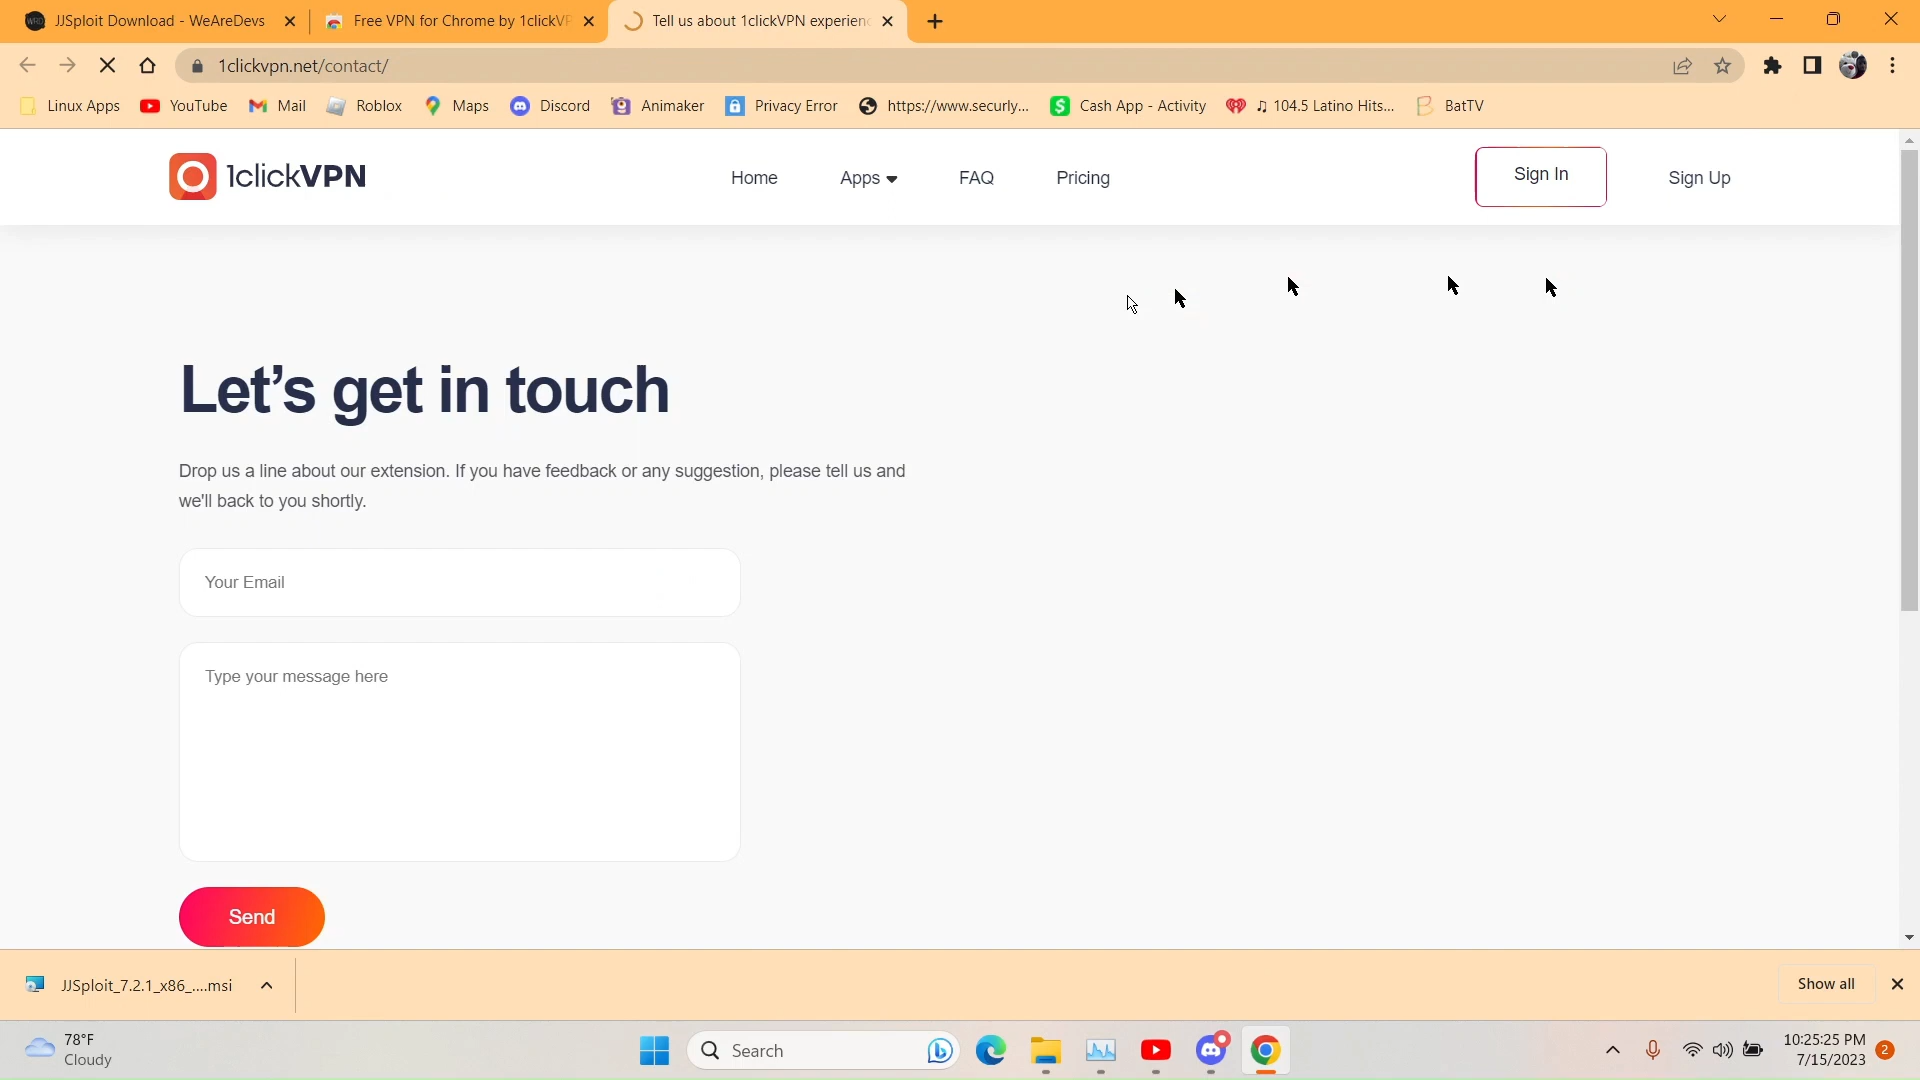 JJSploit Download - WeAreDevs
Free VPN for Chrome by 1clickVP
Tell us about 1clickVPN experien
1clickvpn.net/contact/
Linux Apps
YouTube
Mail
Roblox
Maps
Discord
Animaker
Privacy Error
https://www.securly...
Cash App - Activity
♫ 104.5 Latino Hits...
BatTV
1clickVPN
Home
Apps
FAQ
Pricing
Sign In
Sign Up
Let’s get in touch
Drop us a line about our extension. If you have feedback or any suggestion, please tell us and
we'll back to you shortly.
Your Email
Type your message here
Send
JJSploit_7.2.1_x86_....msi
Show all
78°F
Cloudy
Search
10:25:25 PM
7/15/2023
2